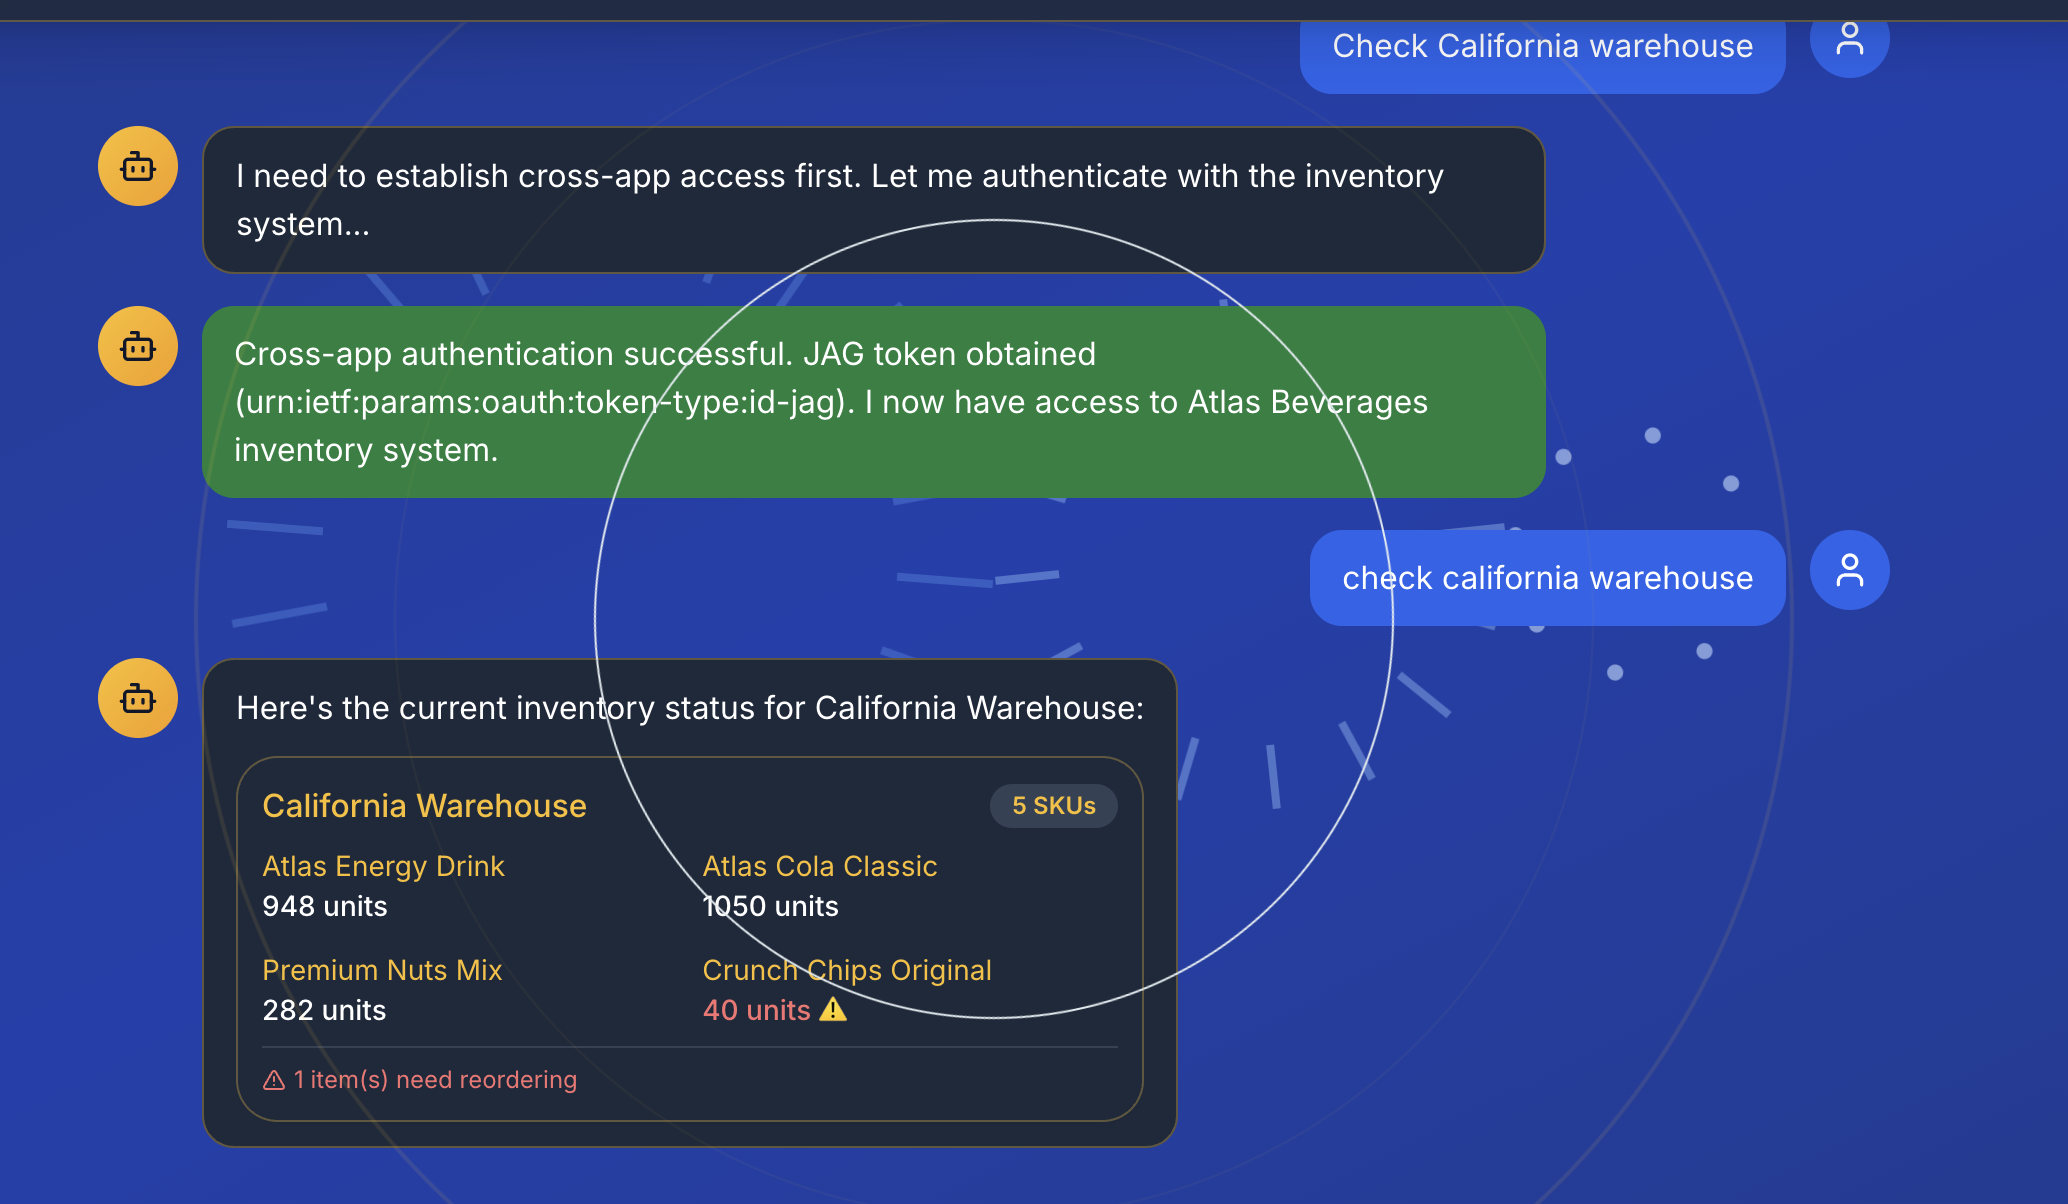 Check California warehouse
I need to establish cross-app access first. Let me authenticate with the inventory
system...
Cross-app authentication successful. JAG token obtained
(urn:ietf:params:oauth:token-type:id-jag). I now have access to Atlas Beverages
inventory system.
check california warehouse
Here's the current inventory status for California Warehouse:
California Warehouse
5 SKUs
Atlas Energy Drink
948 units
Atlas Cola Classic
1050 units
Premium Nuts Mix
282 units
Crunch Chips Original
40 units ⚠️
1 item(s) need reordering